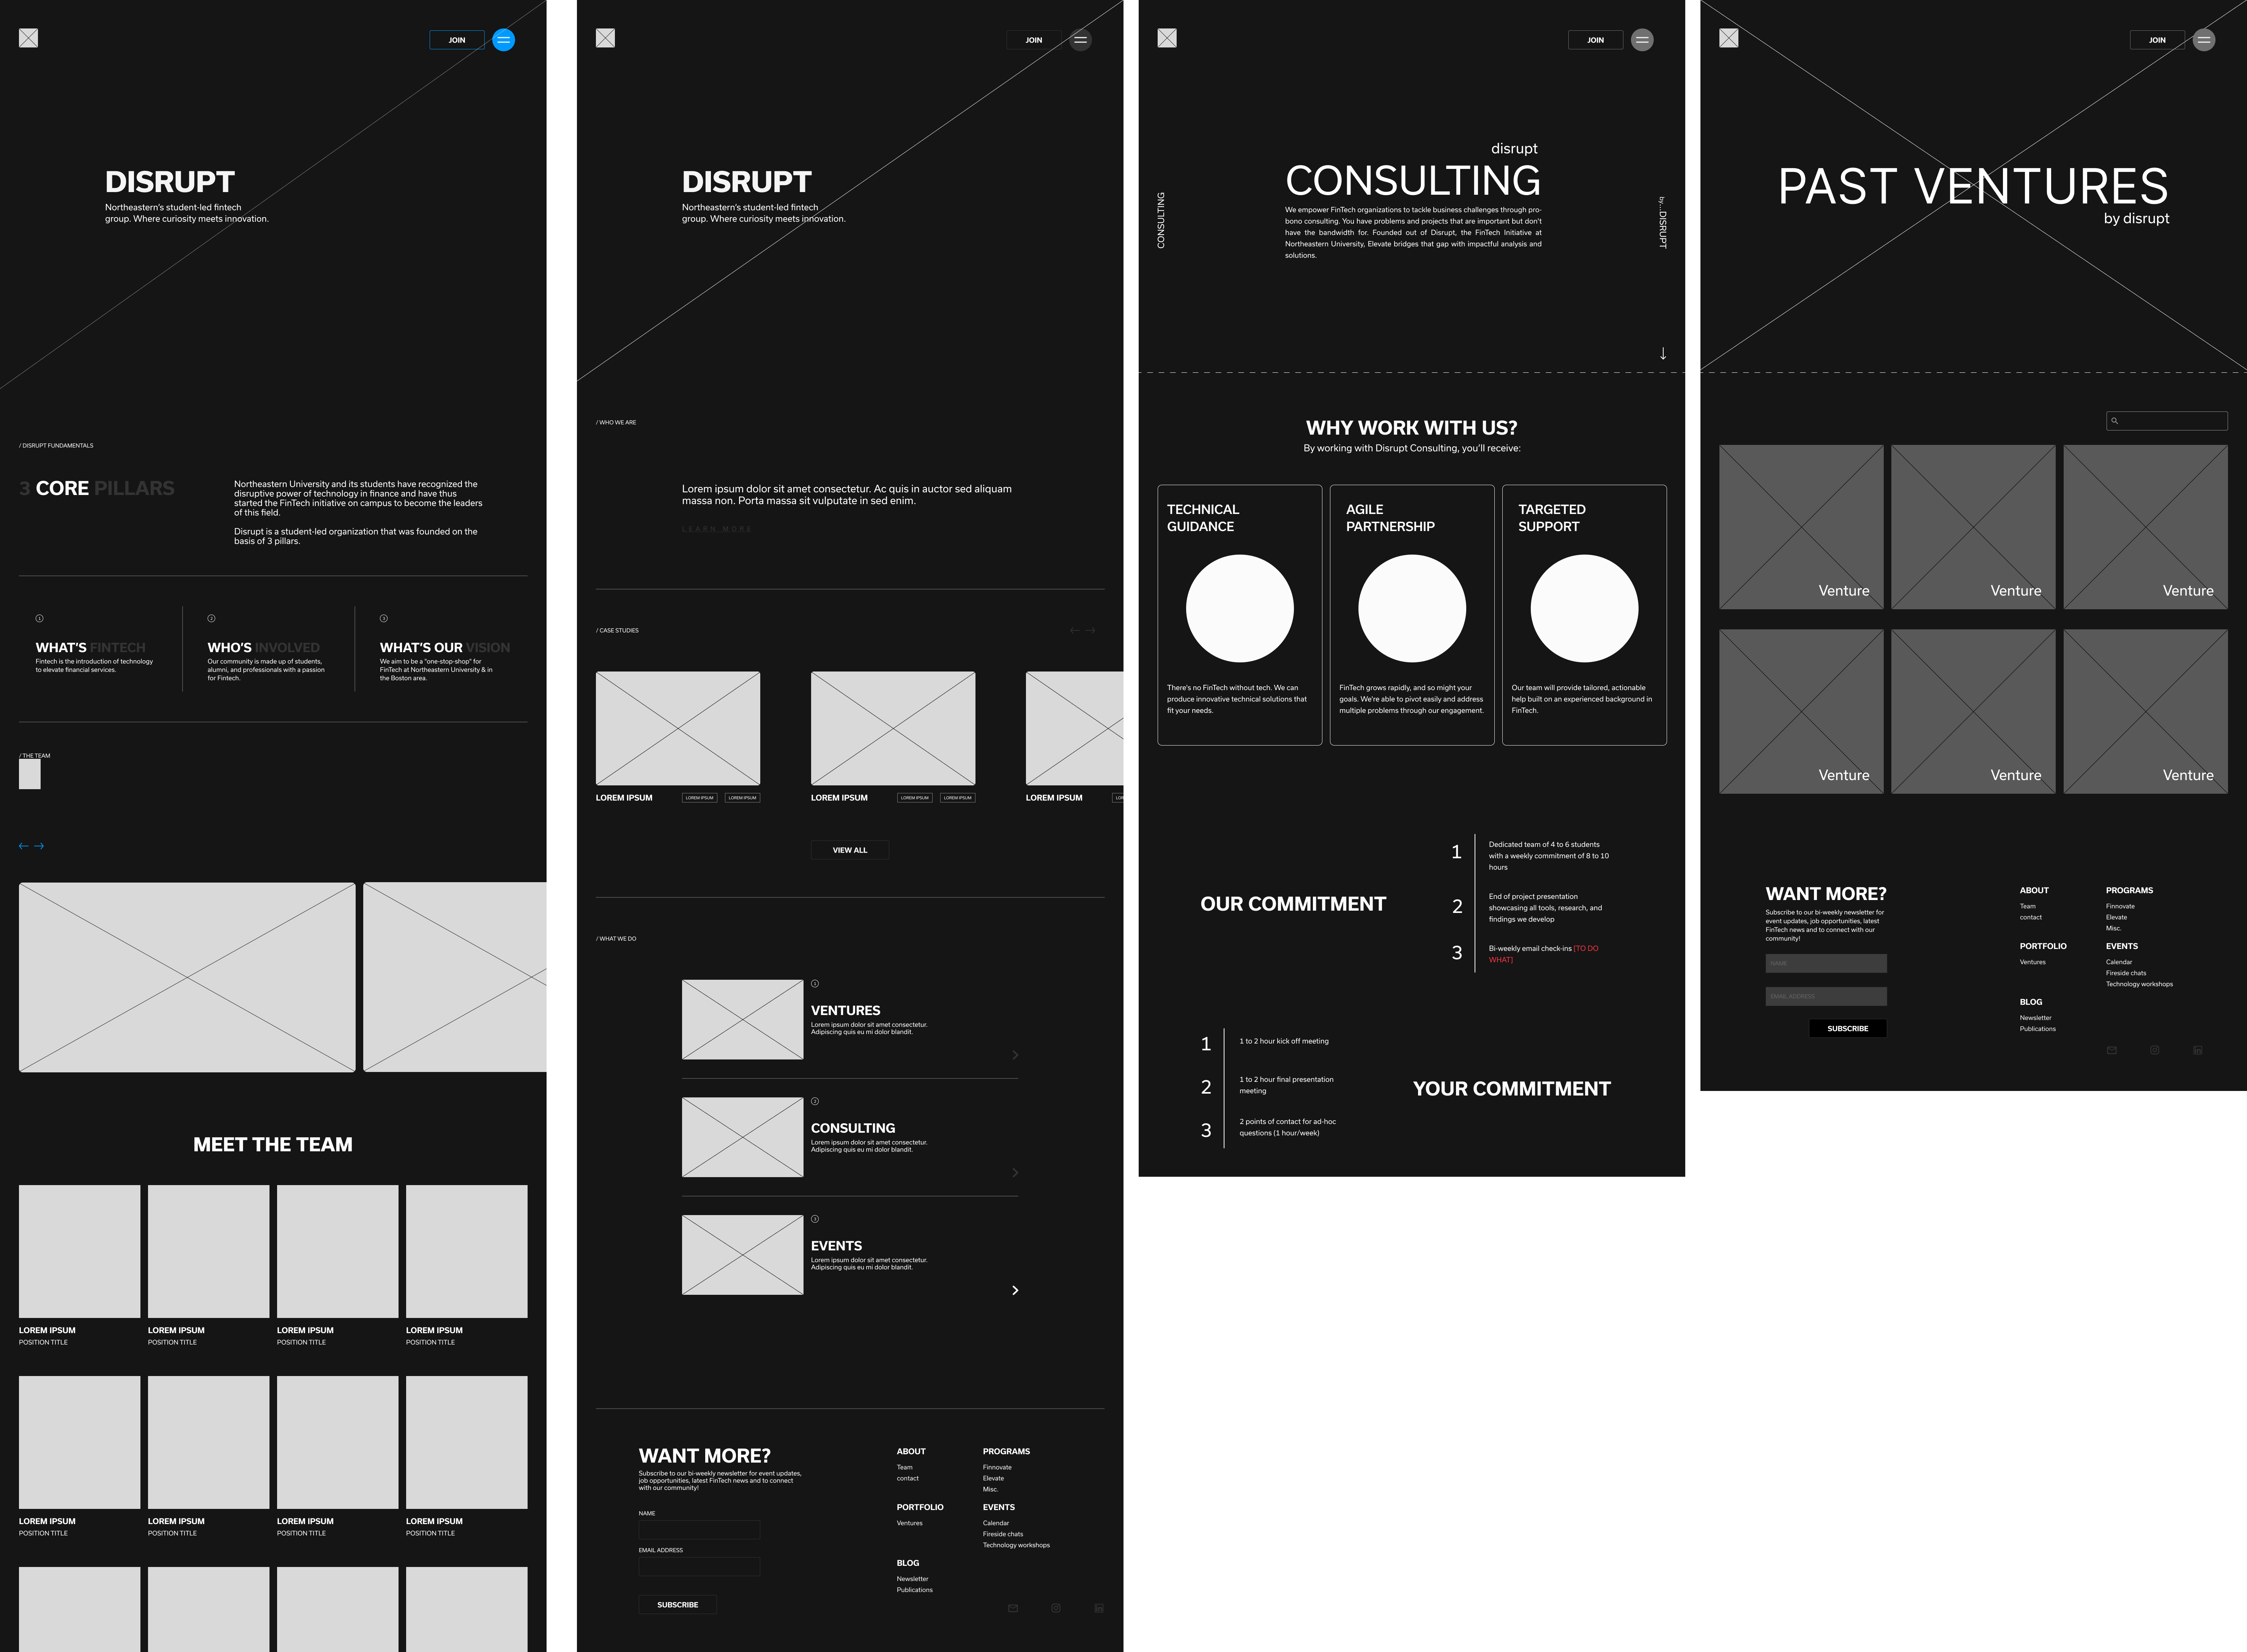 JOIN
DISRUPT
Northeastern's student-led fintech
group. Where curiosity meets innovation.
/ DISRUPT FUNDAMENTALS
3 CORE PILLARS
Northeastern University and its students have recognized the
disruptive power of technology in finance and have thus
started the FinTech initiative on campus to become the leaders
of this field.
Disrupt is a student-led organization that was founded on the
basis of 3 pillars.
1
WHAT'S FINTECH
Fintech is the introduction of technology
to elevate financial services.
2
WHO'S INVOLVED
Our community is made up of students,
alumni, and professionals with a passion
for Fintech.
3
WHAT'S OUR VISION
We aim to be a "one-stop-shop" for
FinTech at Northeastern University & in
the Boston area.
/ THE TEAM
MEET THE TEAM
LOREM IPSUM
POSITION TITLE
LOREM IPSUM
POSITION TITLE
LOREM IPSUM
POSITION TITLE
LOREM IPSUM
POSITION TITLE
LOREM IPSUM
POSITION TITLE
LOREM IPSUM
POSITION TITLE
LOREM IPSUM
POSITION TITLE
LOREM IPSUM
POSITION TITLE
JOIN
DISRUPT
Northeastern's student-led fintech
group. Where curiosity meets innovation.
/ WHO WE ARE
Lorem ipsum dolor sit amet consectetur. Ac quis in auctor sed aliquam
massa non. Porta massa sit vulputate in sed enim.
LEARN MORE
/ CASE STUDIES
LOREM IPSUM
LOREM IPSUM
LOREM IPSUM
LOREM IPSUM
LOREM IPSUM
LOREM IPSUM
LOREM IPSUM
LOR
VIEW ALL
/ WHAT WE DO
1
VENTURES
Lorem ipsum dolor sit amet consectetur.
Adipiscing quis eu mi dolor blandit.
2
CONSULTING
Lorem ipsum dolor sit amet consectetur.
Adipiscing quis eu mi dolor blandit.
3
EVENTS
Lorem ipsum dolor sit amet consectetur.
Adipiscing quis eu mi dolor blandit.
WANT MORE?
Subscribe to our bi-weekly newsletter for event updates,
job opportunities, latest FinTech news and to connect
with our community!
NAME
EMAIL ADDRESS
SUBSCRIBE
ABOUT
Team
contact
PORTFOLIO
Ventures
BLOG
Newsletter
Publications
PROGRAMS
Finnovate
Elevate
Misc.
EVENTS
Calendar
Fireside chats
Technology workshops
JOIN
CONSULTING
disrupt
CONSULTING
We empower FinTech organizations to tackle business challenges through pro-
bono consulting. You have problems and projects that are important but don't
have the bandwidth for. Founded out of Disrupt, the FinTech Initiative at
Northeastern University, Elevate bridges that gap with impactful analysis and
solutions.
by...DISRUPT
WHY WORK WITH US?
By working with Disrupt Consulting, you'll receive:
TECHNICAL
GUIDANCE
There's no FinTech without tech. We can
produce innovative technical solutions that
fit your needs.
AGILE
PARTNERSHIP
FinTech grows rapidly, and so might your
goals. We're able to pivot easily and address
multiple problems through our engagement.
TARGETED
SUPPORT
Our team will provide tailored, actionable
help built on an experienced background in
FinTech.
OUR COMMITMENT
1
Dedicated team of 4 to 6 students
with a weekly commitment of 8 to 10
hours
2
End of project presentation
showcasing all tools, research, and
findings we develop
3
Bi-weekly email check-ins [TO DO
WHAT]
1
1 to 2 hour kick off meeting
2
1 to 2 hour final presentation
meeting
3
2 points of contact for ad-hoc
questions (1 hour/week)
YOUR COMMITMENT
JOIN
PAST VENTURES
by disrupt
Venture
Venture
Venture
Venture
Venture
Venture
WANT MORE?
Subscribe to our bi-weekly newsletter for
event updates, job opportunities, latest
FinTech news and to connect with our
community!
NAME
EMAIL ADDRESS
SUBSCRIBE
ABOUT
Team
contact
PORTFOLIO
Ventures
BLOG
Newsletter
Publications
PROGRAMS
Finnovate
Elevate
Misc.
EVENTS
Calendar
Fireside chats
Technology workshops